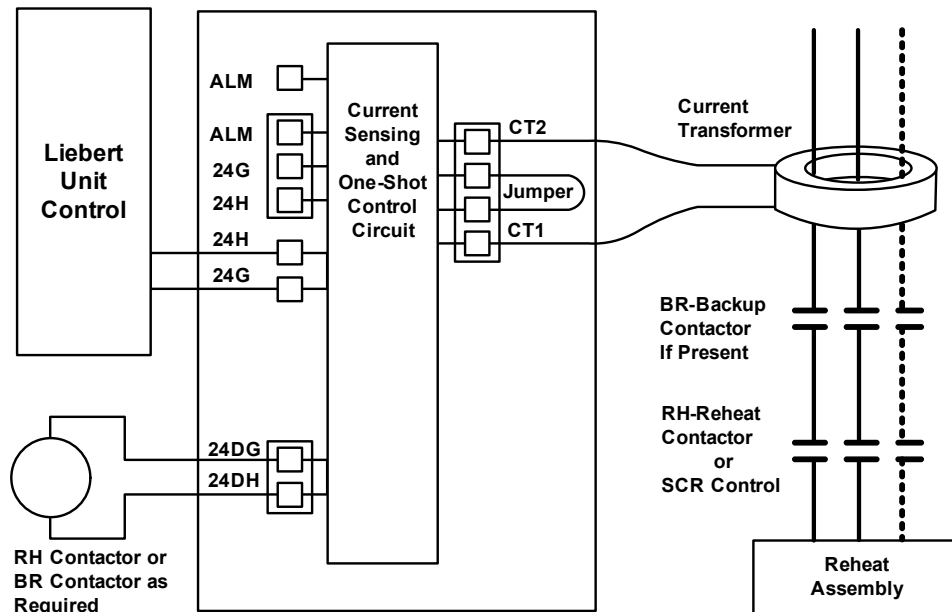 Liebert
Unit
Control
ALM
ALM
24G
24H
24H
24G
24DG
24DH
Current
Sensing
and
One-Shot
Control
Circuit
CT2
Jumper
CT1
Current
Transformer
BR-Backup
Contactor
If Present
RH-Reheat
Contactor
or
SCR Control
Reheat
Assembly
RH Contactor or
BR Contactor as
Required